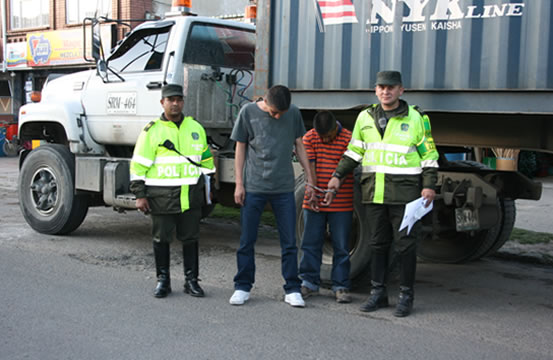 NYK LINE
NIPPON YUSEN KAISHA
SRM-464
POLICIA
POLICIA